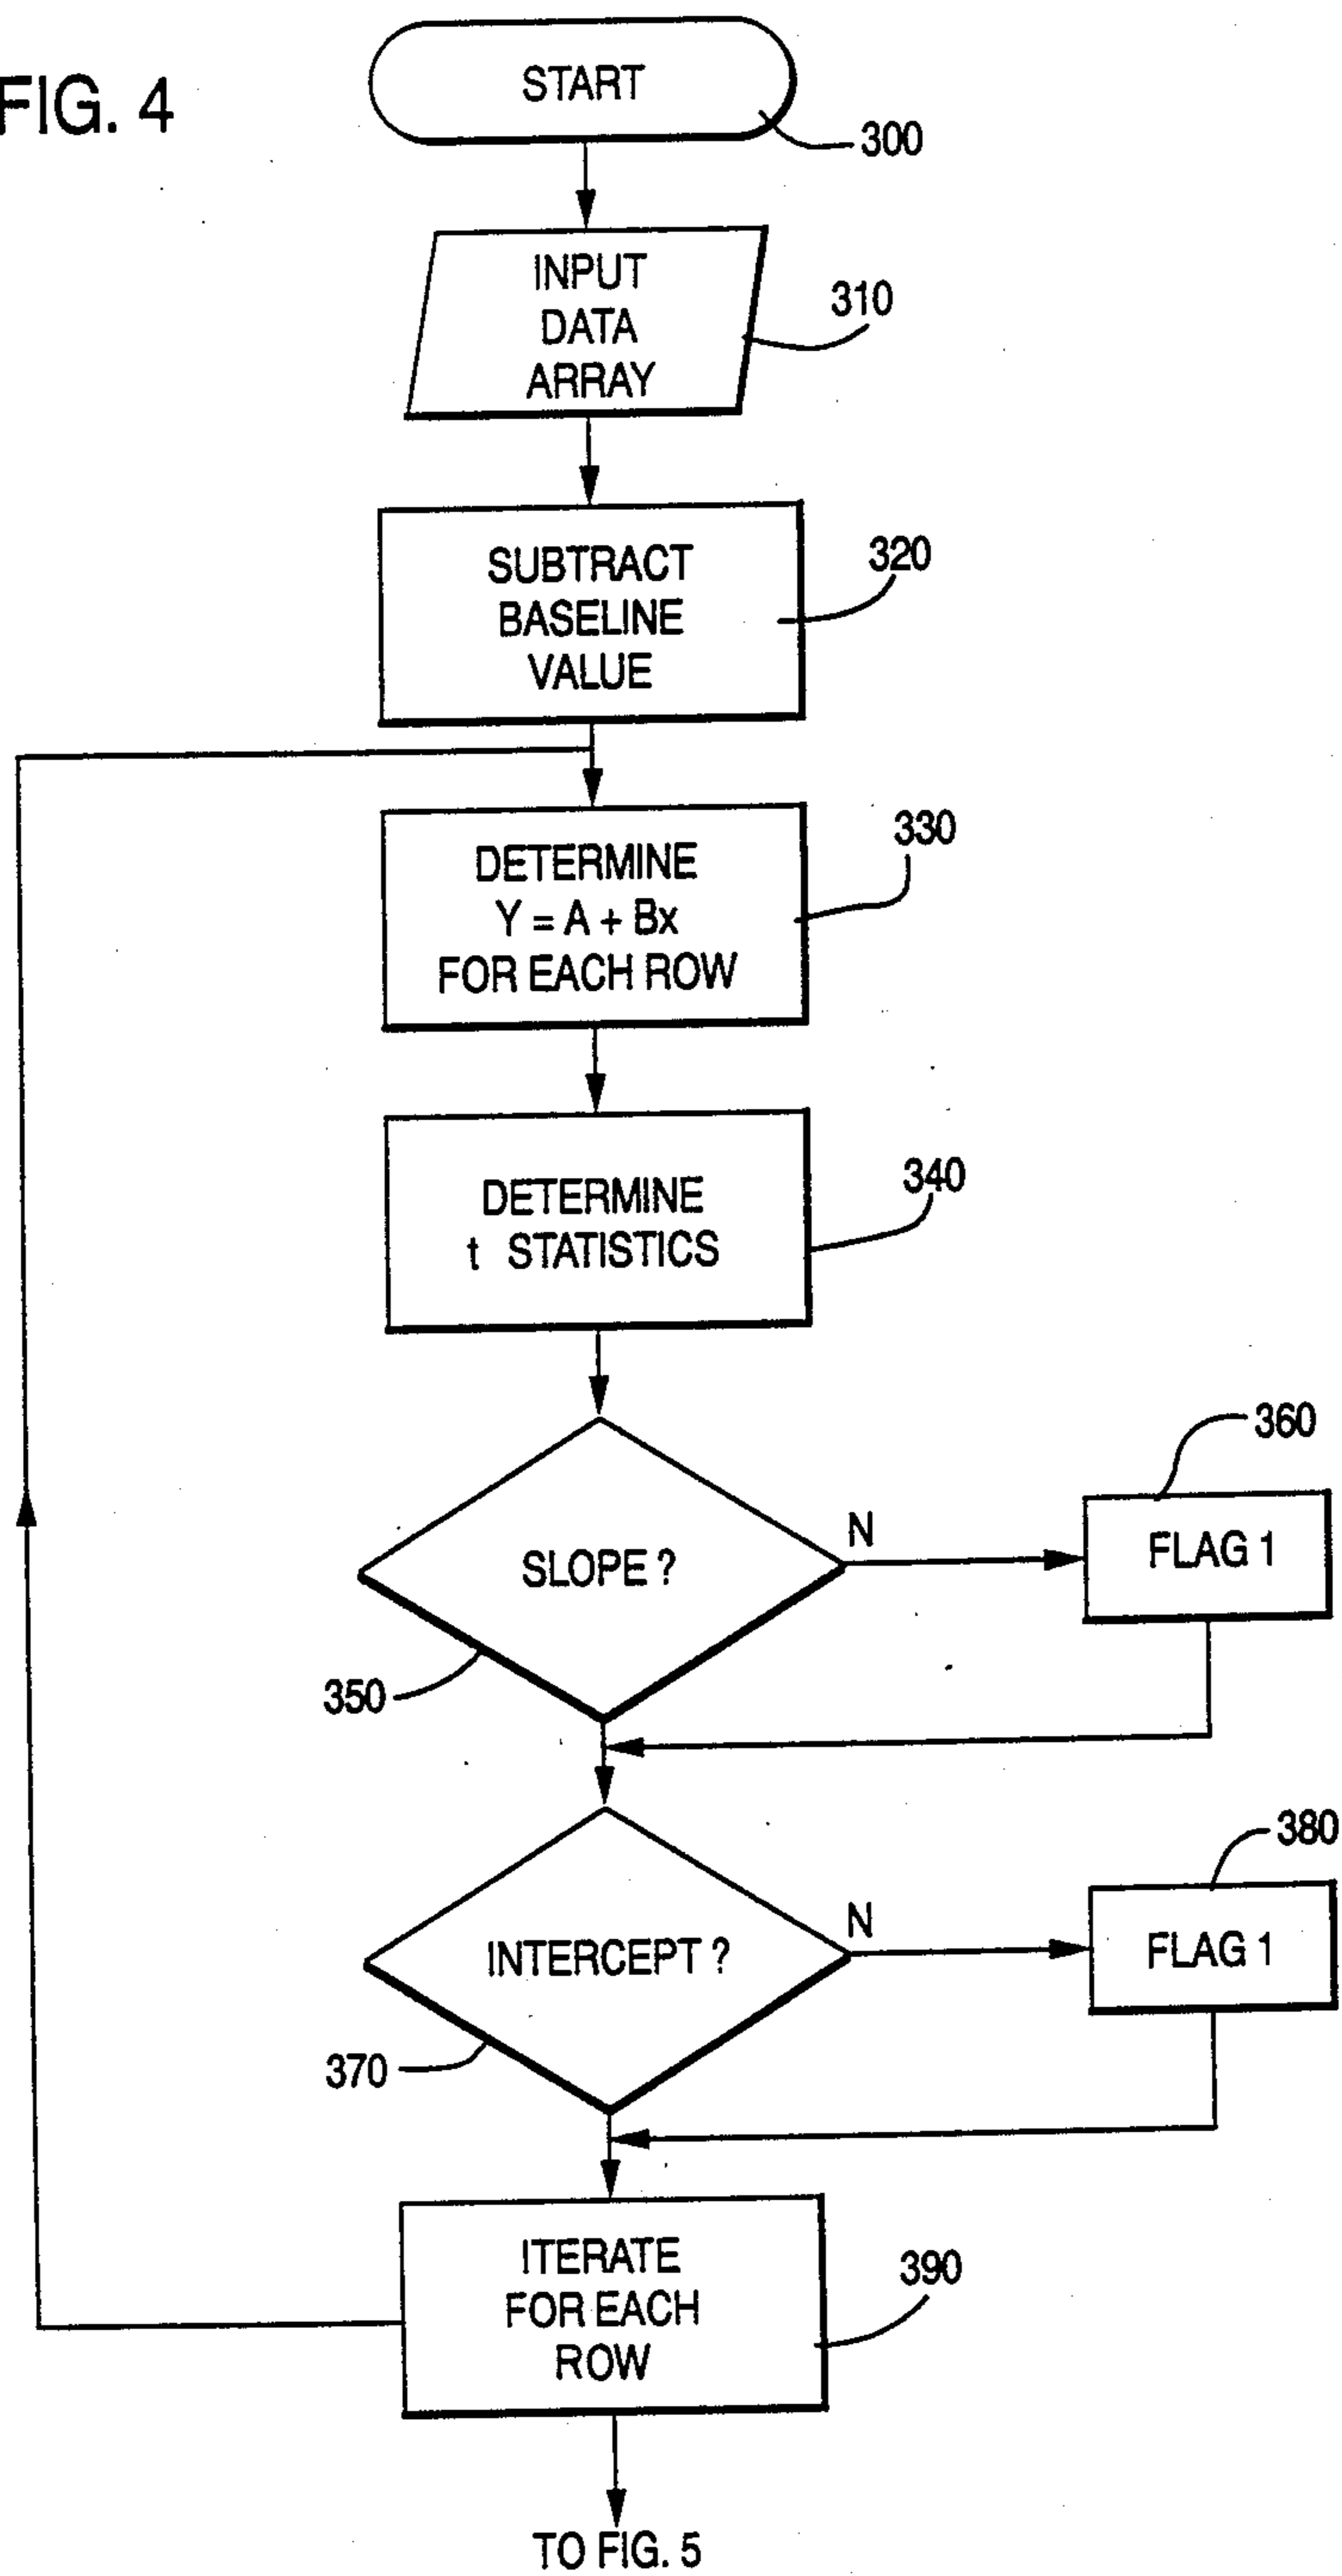 FIG. 4
START
300
INPUT
DATA
ARRAY
310
SUBTRACT
BASELINE
VALUE
320
DETERMINE
Y = A + Bx
FOR EACH ROW
330
DETERMINE
t STATISTICS
340
SLOPE ?
350
N
FLAG 1
360
INTERCEPT ?
370
N
FLAG 1
380
ITERATE
FOR EACH
ROW
390
TO FIG. 5